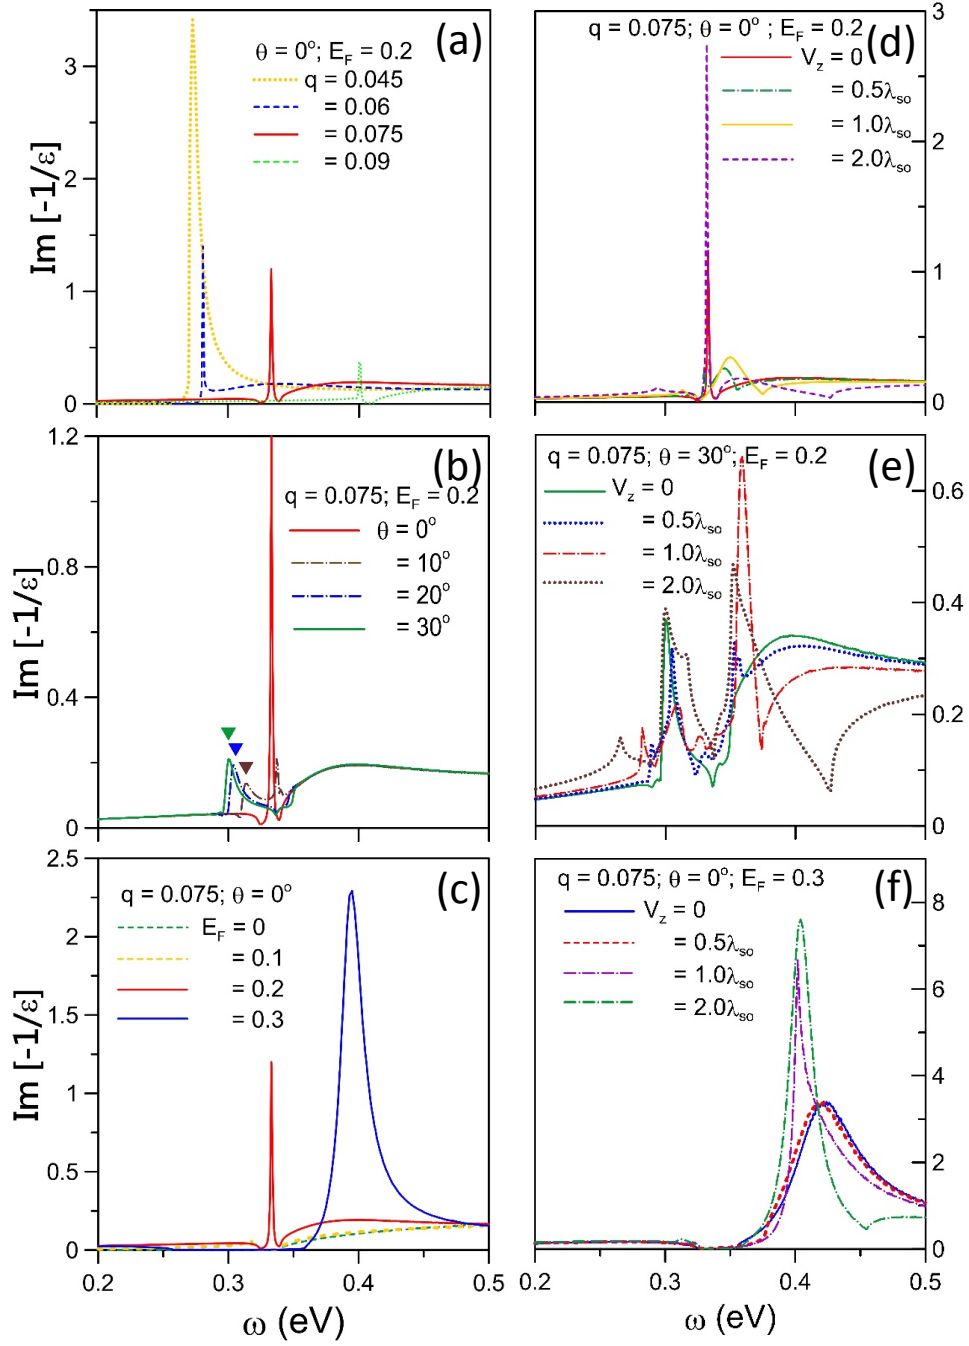 (a)
θ = 0°; E_F = 0.2
q = 0.045
= 0.06
= 0.075
= 0.09
3
2
1
0
Im [-1/ε]
(d)
q = 0.075; θ = 0° ; E_F = 0.2
V_z = 0
= 0.5λ_so
= 1.0λ_so
= 2.0λ_so
3
2
1
0
(b)
q = 0.075; E_F = 0.2
θ = 0°
= 10°
= 20°
= 30°
1.2
0.8
0.4
0
Im [-1/ε]
(e)
q = 0.075; θ = 30°; E_F = 0.2
V_z = 0
= 0.5λ_so
= 1.0λ_so
= 2.0λ_so
0.6
0.4
0.2
0
(c)
q = 0.075; θ = 0°
E_F = 0
= 0.1
= 0.2
= 0.3
2.5
2
1.5
1
0.5
0
Im [-1/ε]
0.2 0.3 0.4 0.5
ω (eV)
(f)
q = 0.075; θ = 0°; E_F = 0.3
V_z = 0
= 0.5λ_so
= 1.0λ_so
= 2.0λ_so
8
6
4
2
0
0.2 0.3 0.4 0.5
ω (eV)